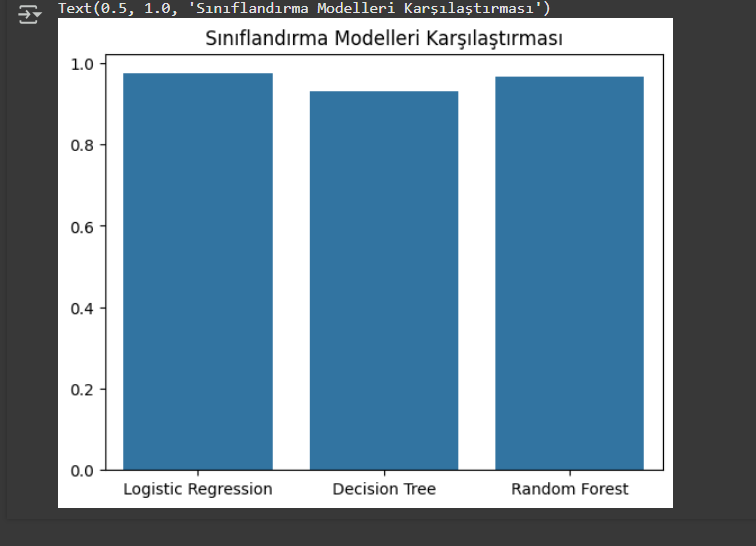 Text(0.5, 1.0, 'Sınıflandırma Modelleri Karşılaştırması')
Sınıflandırma Modelleri Karşılaştırması
1.0
0.8
0.6
0.4
0.2
0.0
Logistic Regression Decision Tree Random Forest